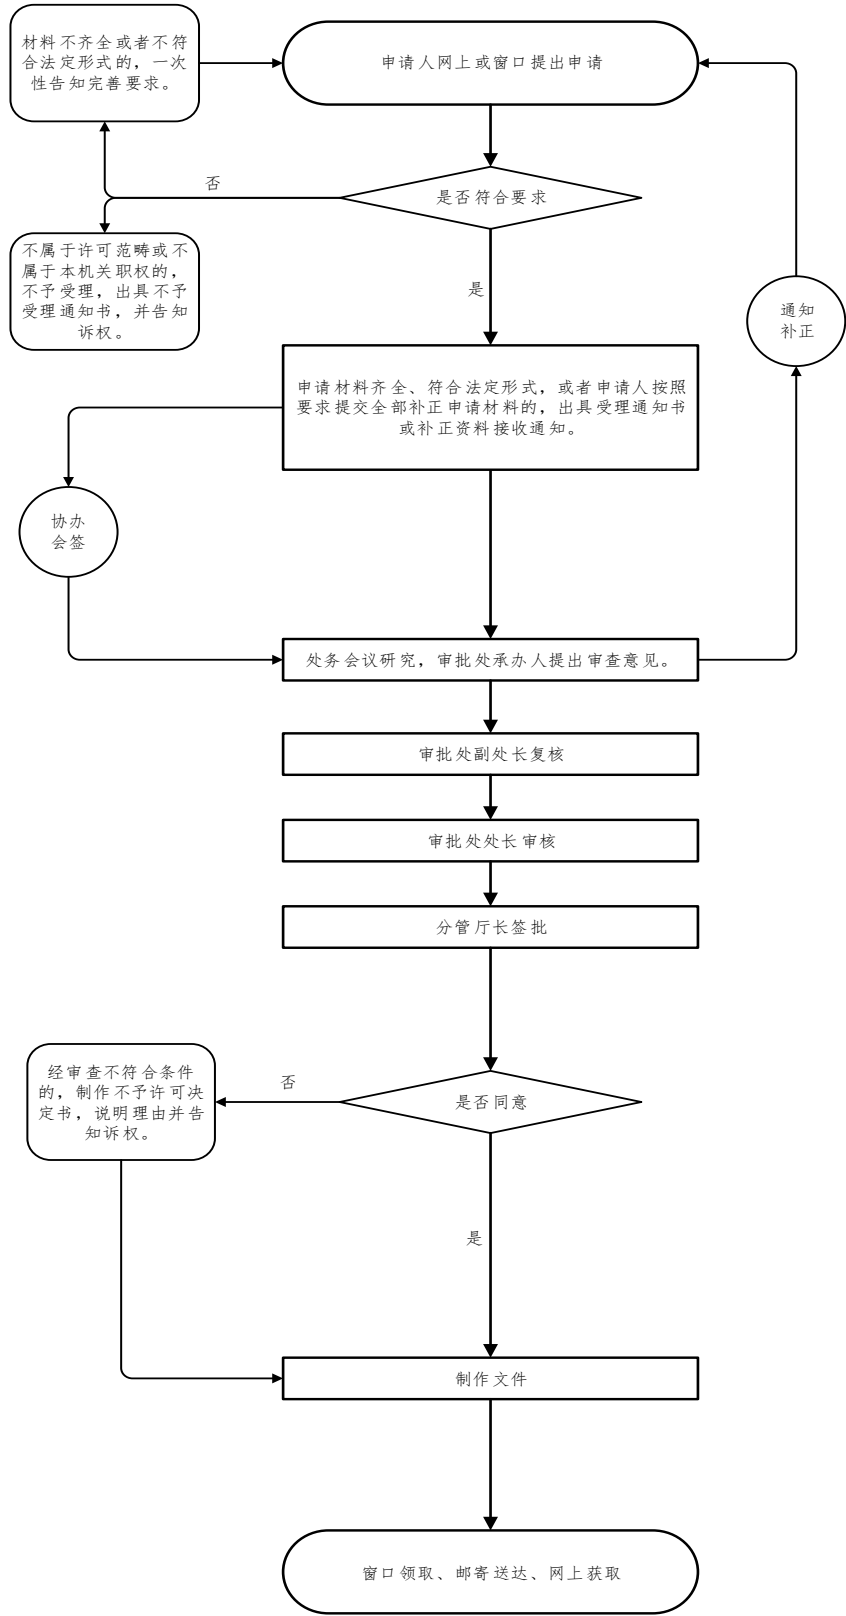 材料不齐全或者不符
合法定形式的，一次
性告知完善要求。
申请人网上或窗口提出申请
否
是否符合要求
不属于许可范畴或不
属于本机关职权的，
不予受理，出具不予
受理通知书，并告知
诉权。
是
通知
补正
申请材料齐全、符合法定形式，或者申请人按照
要求提交全部补正申请材料的，出具受理通知书
或补正资料接收通知。
协办
会签
处务会议研究，审批处承办人提出审查意见。
审批处副处长复核
审批处处长审核
分管厅长签批
经审查不符合条件
的，制作不予许可决
定书，说明理由并告
知诉权。
否
是否同意
是
制作文件
窗口领取、邮寄送达、网上获取